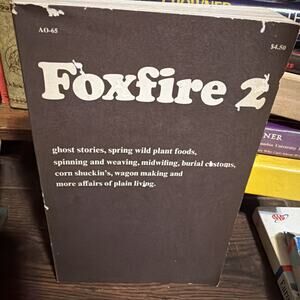 AO-65
$4.50
Foxfire 2
ghost stories, spring wild plant foods,
spinning and weaving, midwifing, burial customs,
corn shuckin's, wagon making and
more affairs of plain living.